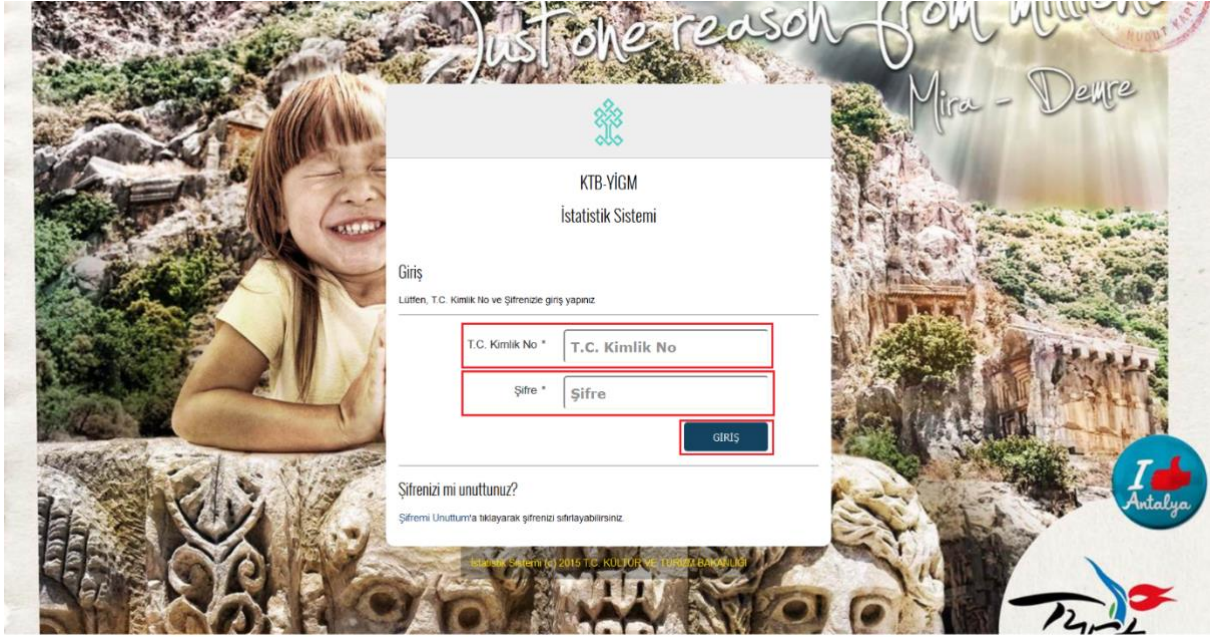 Just one reason from
Mira - Demre
KTB-YİGM
İstatistik Sistemi
Giriş
Lütfen, T.C. Kimlik No ve Şifrenizle giriş yapınız
T.C. Kimlik No *
T.C. Kimlik No
Şifre *
Şifre
GİRİŞ
Şifrenizi mi unuttunuz?
Şifremi Unuttum'a tıklayarak şifrenizi sıfırlayabilirsiniz.
İstatistik Sistemi (c) 2015 T.C. KÜLTÜR VE TURİZM BAKANLIĞI
I
Antalya